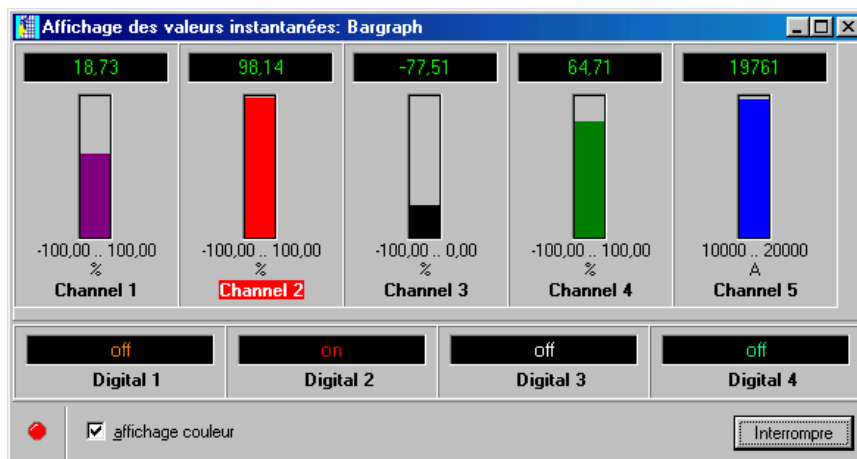 Affichage des valeurs instantanées: Bargraph
18,73 98,14 -77,51 64,71 19761
-100,00 .. 100,00 -100,00 .. 100,00 -100,00 .. 0,00 -100,00 .. 100,00 10000 .. 20000
% % % % A
Channel 1 Channel 2 Channel 3 Channel 4 Channel 5
off on off off
Digital 1 Digital 2 Digital 3 Digital 4
affichage couleur Interrompre